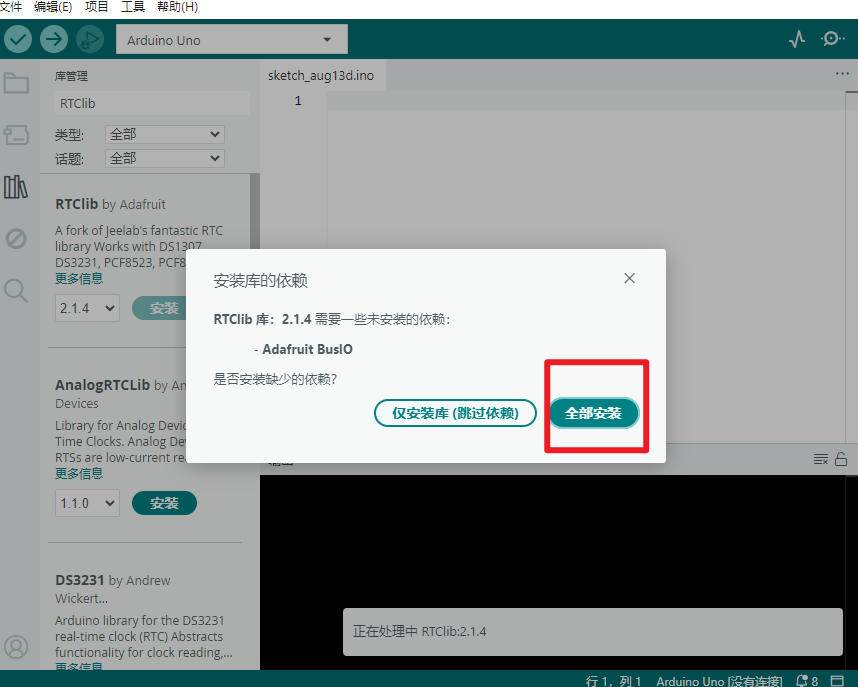 文件 编辑(E) 项目 工具 帮助(H)
Arduino Uno
库管理
RTClib
类型: 全部
话题: 全部
RTClib by Adafruit
A fork of Jeelab's fantastic RTC
library Works with DS1307,
DS3231, PCF8523, PCF8
更多信息
2.1.4 安装
AnalogRTCLib by An
Devices
Library for Analog Devic
Time Clocks. Analog De
RTSs are low-current re
更多信息
1.1.0 安装
DS3231 by Andrew
Wickert...
Arduino library for the DS3231
real-time clock (RTC) Abstracts
functionality for clock reading,...
更多信息
sketch_aug13d.ino
1
安装库的依赖
RTClib 库：2.1.4 需要一些未安装的依赖：
- Adafruit BusIO
是否安装缺少的依赖？
仅安装库 (跳过依赖) 全部安装
输出
正在处理中 RTClib:2.1.4
行 1，列 1 Arduino Uno [没有连接] 8